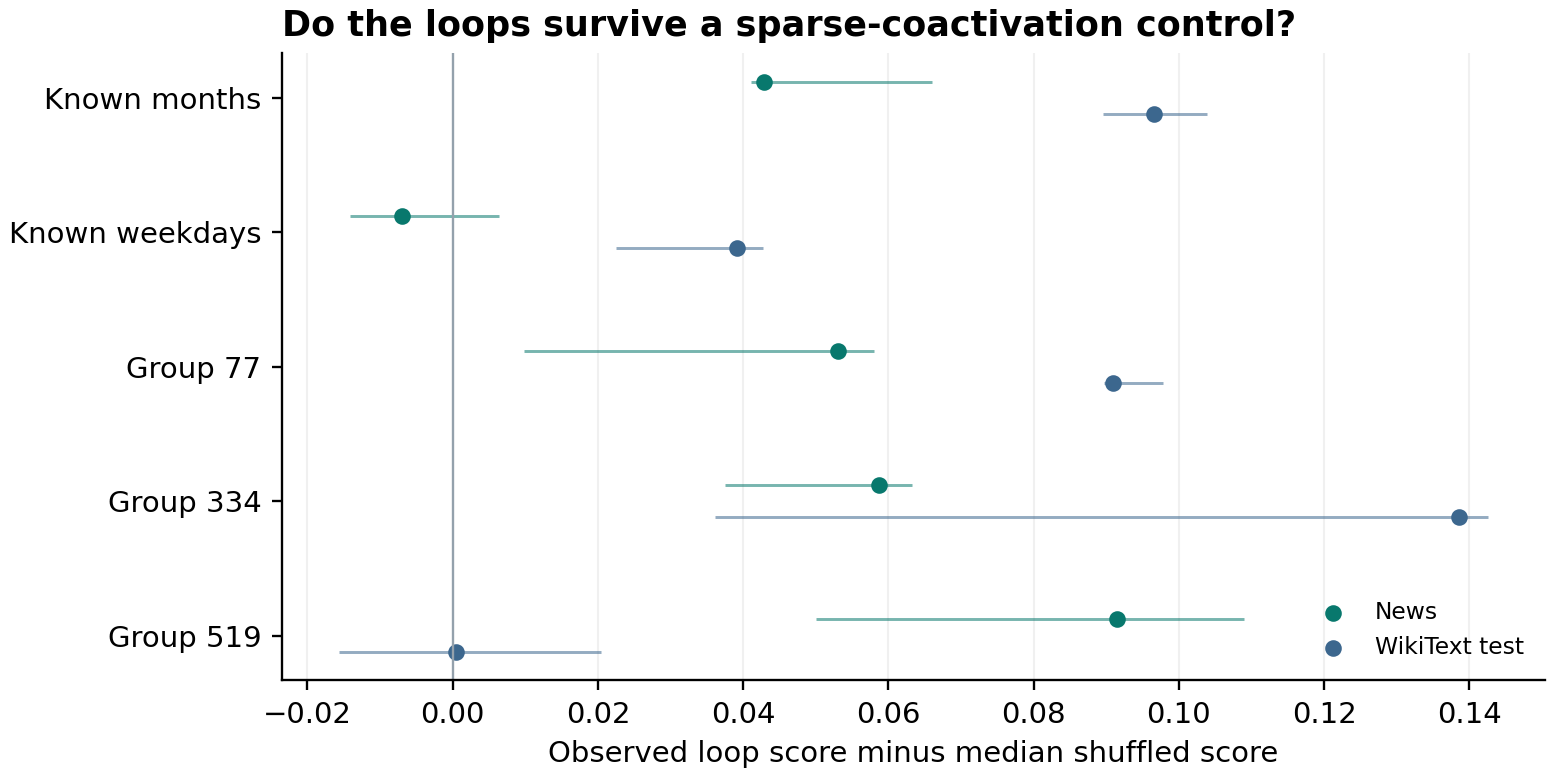 Do the loops survive a sparse-coactivation control?
Known months
Known weekdays
Group 77
Group 334
Group 519
News
WikiText test
−0.02 0.00 0.02 0.04 0.06 0.08 0.10 0.12 0.14
Observed loop score minus median shuffled score